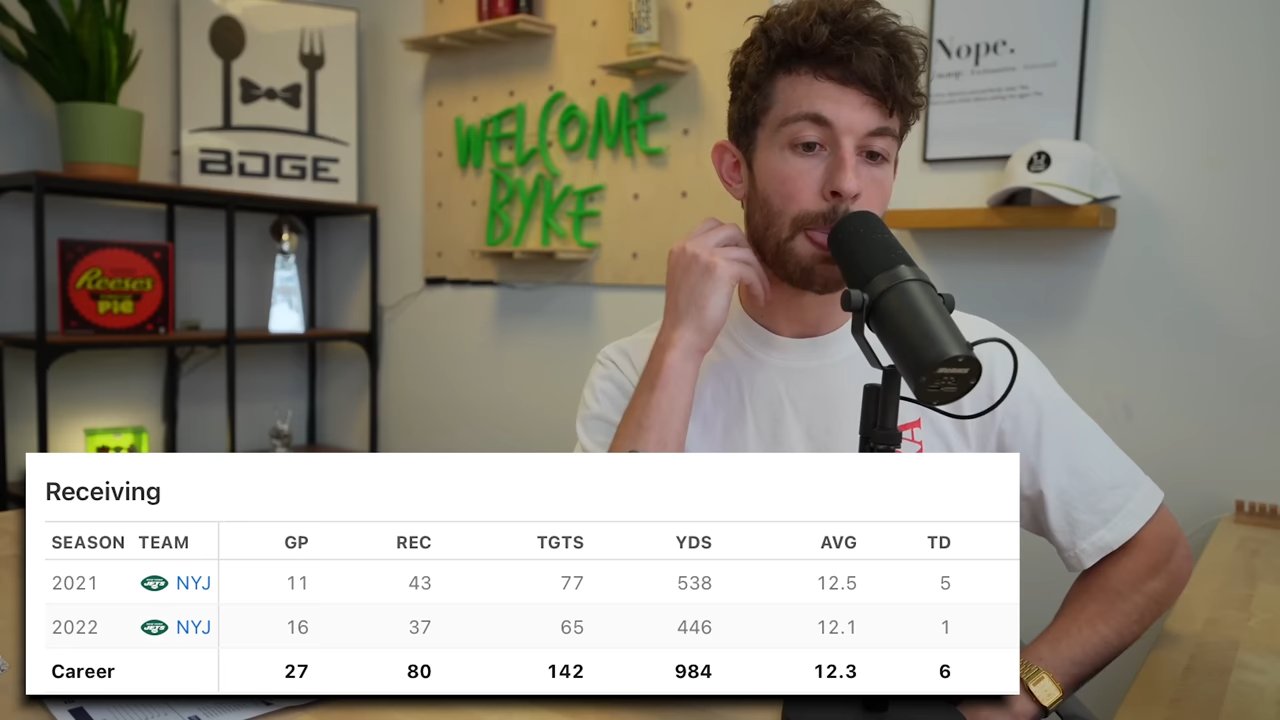 BDGE
WELCOME
BYKE
Nope.
Reese's
PIE
Receiving
SEASON TEAM GP REC TGTS YDS AVG TD
2021 NYJ 11 43 77 538 12.5 5
2022 NYJ 16 37 65 446 12.1 1
Career 27 80 142 984 12.3 6